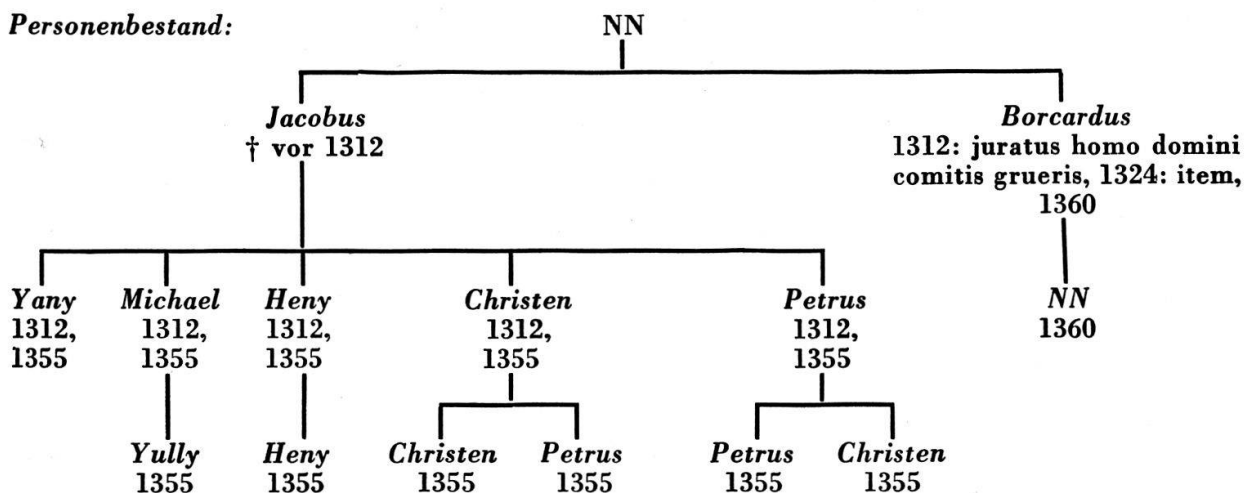 Personenbestand:
NN
Jacobus
† vor 1312
Borcardus
1312: juratus homo domini
comitis grueris, 1324: item,
1360
Yany
1312,
1355
Michael
1312,
1355
Heny
1312,
1355
Christen
1312,
1355
Petrus
1312,
1355
NN
1360
Yully
1355
Heny
1355
Christen
1355
Petrus
1355
Petrus
1355
Christen
1355